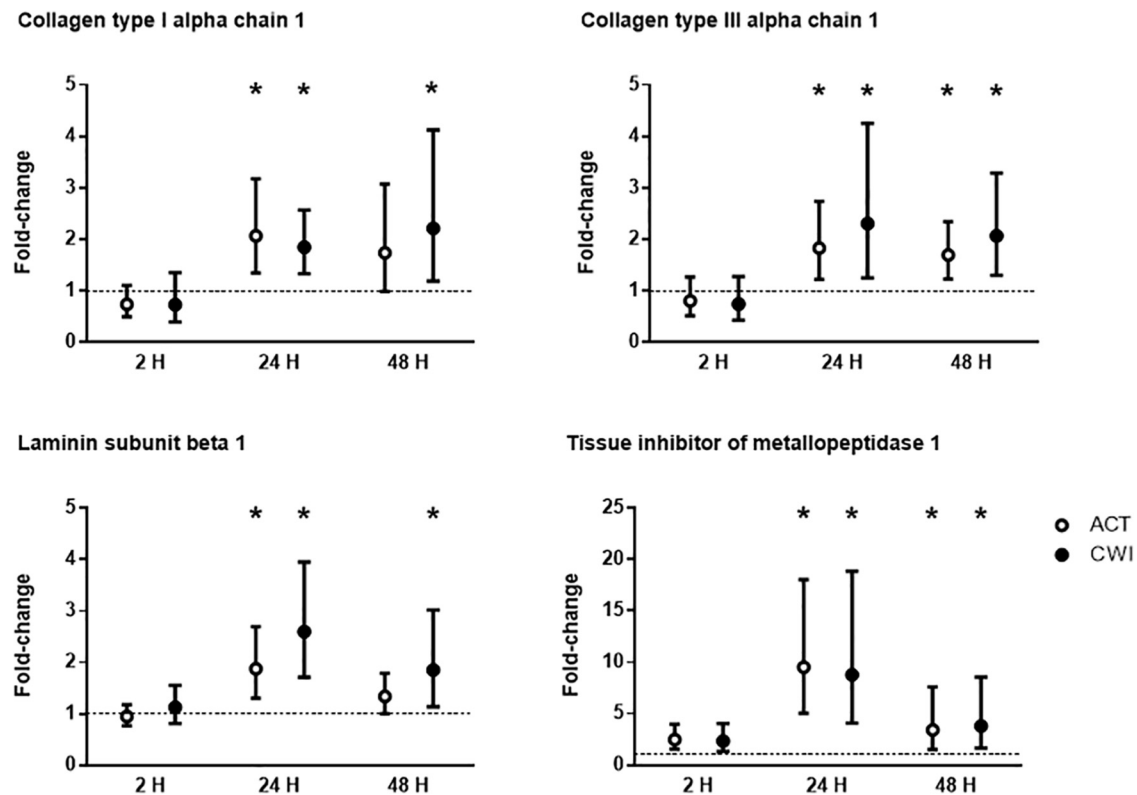 Collagen type I alpha chain 1
Fold-change
5
4
3
2
1
0
* * *
2 H 24 H 48 H
Collagen type III alpha chain 1
Fold-change
5
4
3
2
1
0
* * * *
2 H 24 H 48 H
Laminin subunit beta 1
Fold-change
5
4
3
2
1
0
* * *
2 H 24 H 48 H
Tissue inhibitor of metallopeptidase 1
Fold-change
25
20
15
10
5
0
* * * *
2 H 24 H 48 H
ACT
CWI